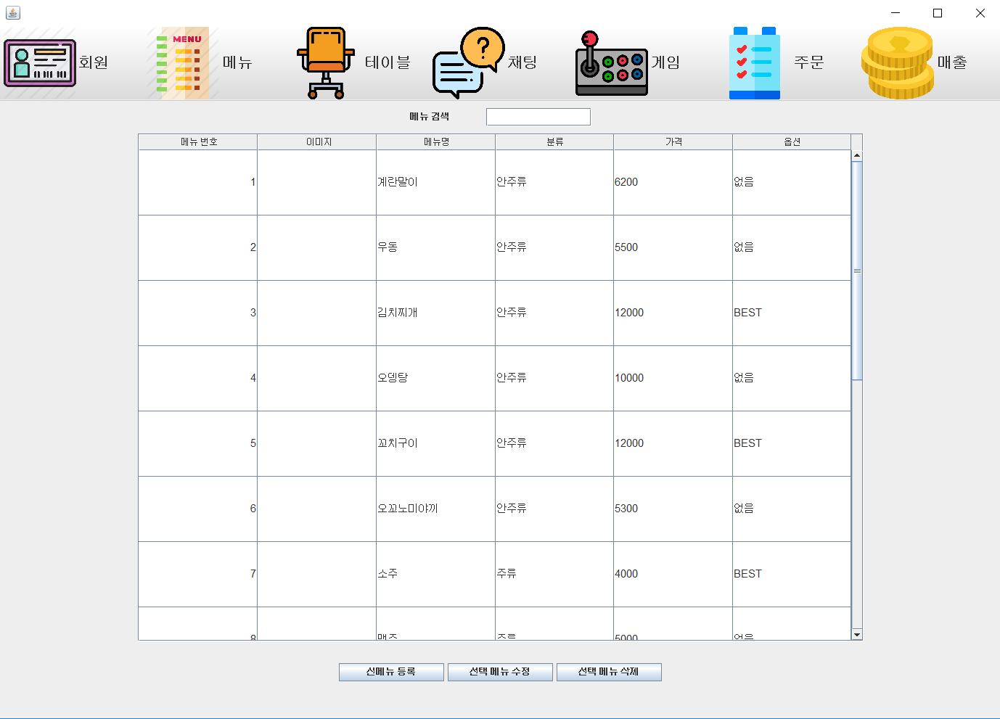 회원 MENU 메뉴 테이블 ? 채팅 게임 주문 매출
메뉴 검색
메뉴 번호 이미지 메뉴명 분류 가격 옵션
1 계란말이 안주류 6200 없음
2 우동 안주류 5500 없음
3 김치찌개 안주류 12000 BEST
4 오뎅탕 안주류 10000 없음
5 꼬치구이 안주류 12000 BEST
6 오꼬노미야끼 안주류 5300 없음
7 소주 주류 4000 BEST
8 맥주 주류 5000 없음
신메뉴 등록 선택 메뉴 수정 선택 메뉴 삭제